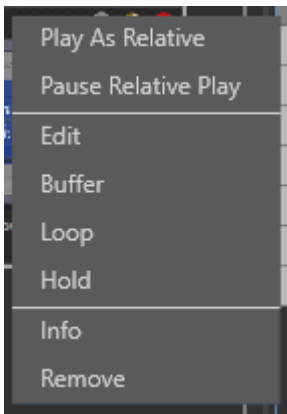 Play As Relative
Pause Relative Play
Edit
Buffer
Loop
Hold
Info
Remove